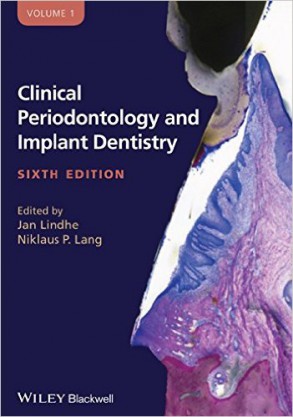 VOLUME 1
Clinical
Periodontology and
Implant Dentistry
SIXTH EDITION
Edited by
Jan Lindhe
Niklaus P. Lang
WILEY Blackwell